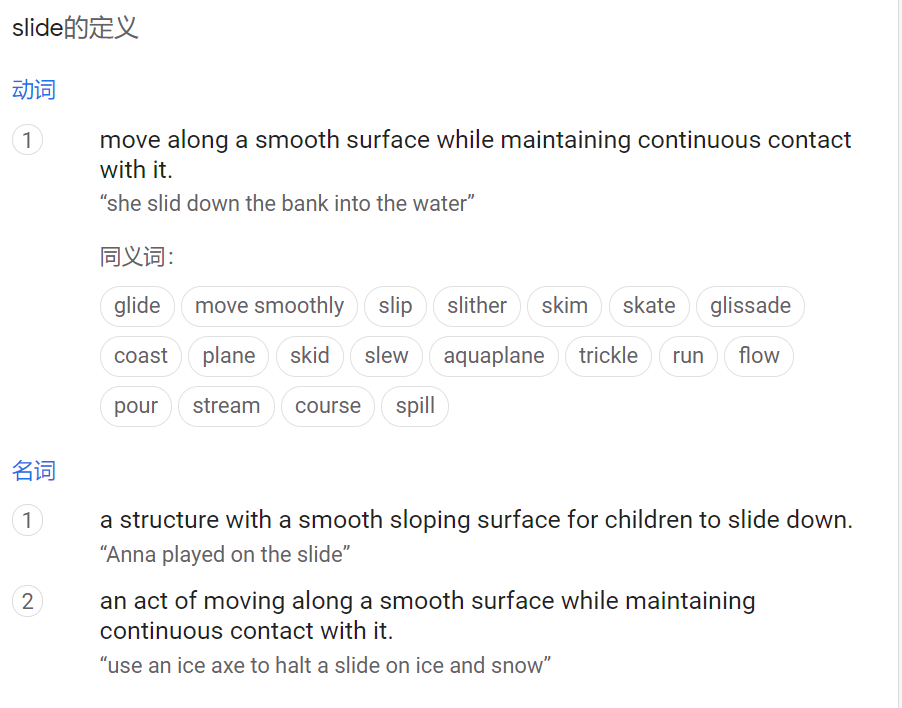 slide的定义
动词
1 move along a smooth surface while maintaining continuous contact
with it.
“she slid down the bank into the water”
同义词：
glide move smoothly slip slither skim skate glissade
coast plane skid slew aquaplane trickle run flow
pour stream course spill
名词
1 a structure with a smooth sloping surface for children to slide down.
“Anna played on the slide”
2 an act of moving along a smooth surface while maintaining
continuous contact with it.
“use an ice axe to halt a slide on ice and snow”